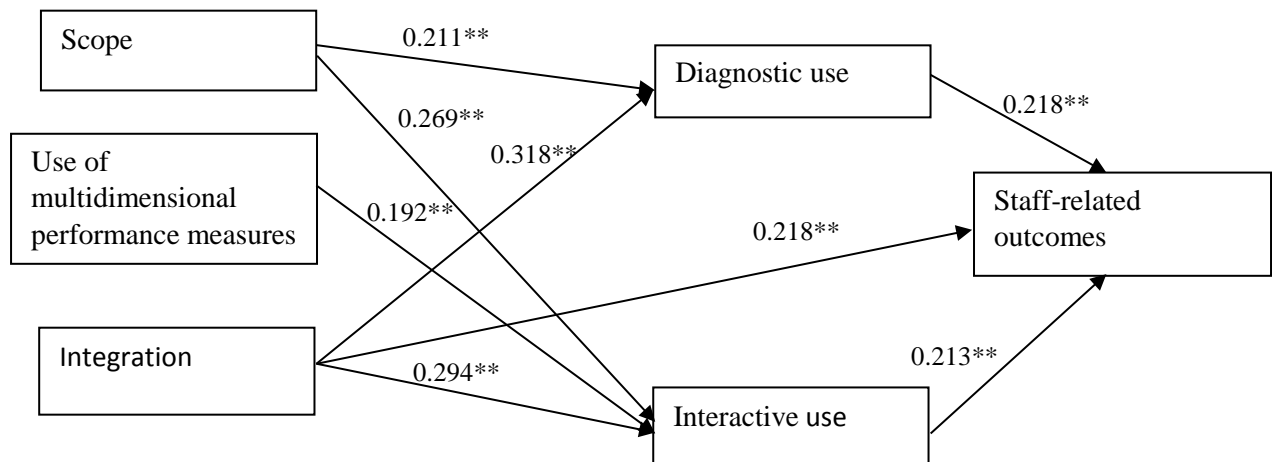 Scope
0.211**
Diagnostic use
0.218**
0.269**
Use of
multidimensional
performance measures
0.318**
0.192**
0.218**
Staff-related
outcomes
Integration
0.294**
0.213**
Interactive use